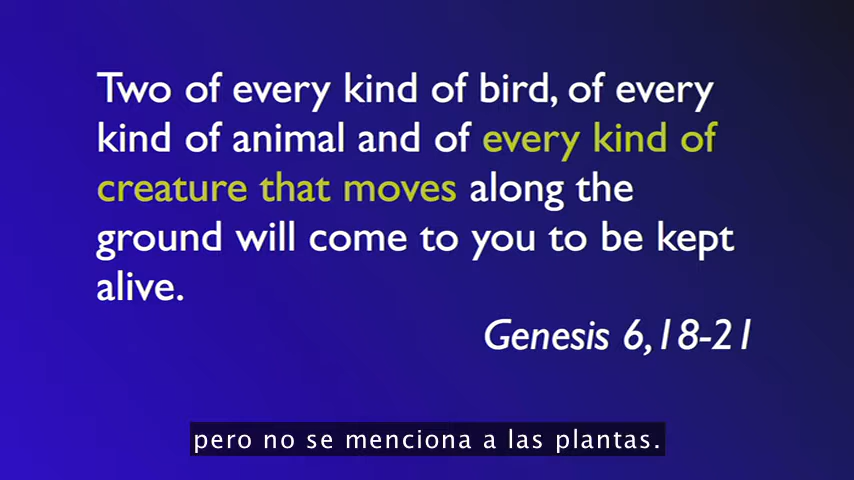 Two of every kind of bird, of every
kind of animal and of every kind of
creature that moves along the
ground will come to you to be kept
alive.
Genesis 6,18-21
pero no se menciona a las plantas.